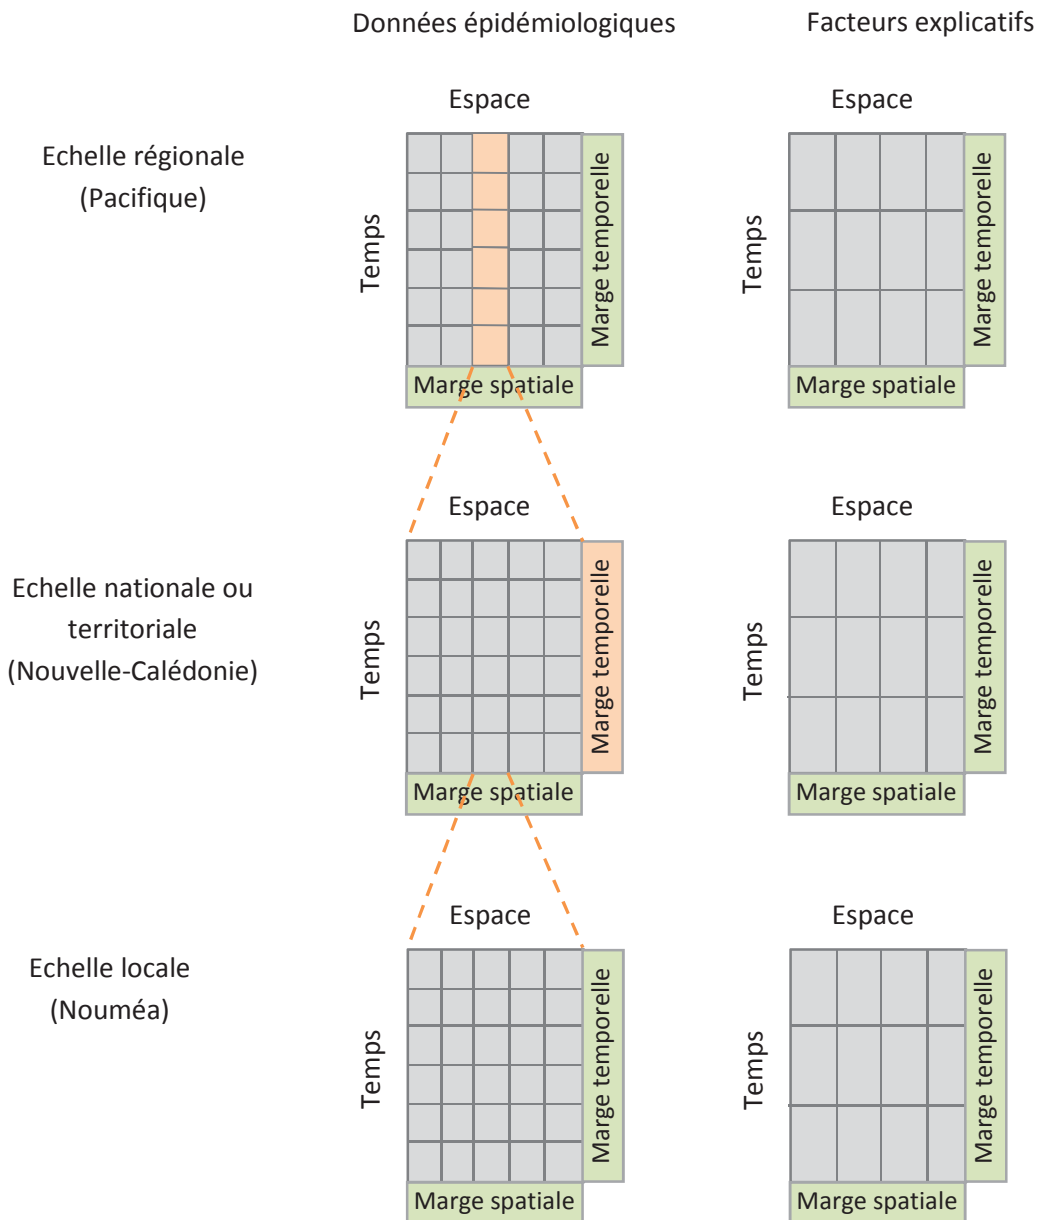 Données épidémiologiques
Facteurs explicatifs
Echelle régionale
(Pacifique)
Espace
Temps
Marge temporelle
Marge spatiale
Espace
Temps
Marge temporelle
Marge spatiale
Echelle nationale ou
territoriale
(Nouvelle-Calédonie)
Espace
Temps
Marge temporelle
Marge spatiale
Espace
Temps
Marge temporelle
Marge spatiale
Echelle locale
(Nouméa)
Espace
Temps
Marge temporelle
Marge spatiale
Espace
Temps
Marge temporelle
Marge spatiale